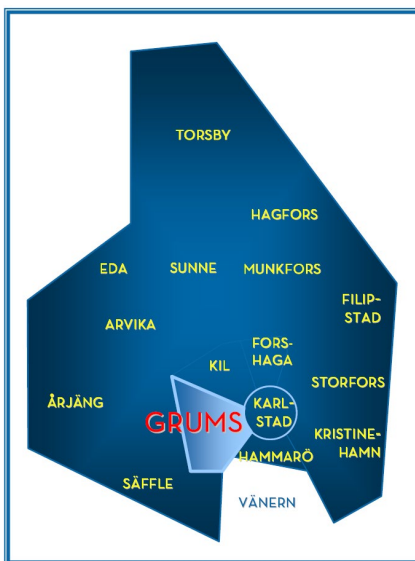 TORSBY
HAGFORS
EDA
SUNNE
MUNKFORS
FILIP-
STAD
ARVIKA
FORS-
HAGA
KIL
STORFORS
ÅRJÄNG
GRUMS
KARL-
STAD
KRISTINE-
HAMN
HAMMARÖ
SÄFFLE
VÄNERN